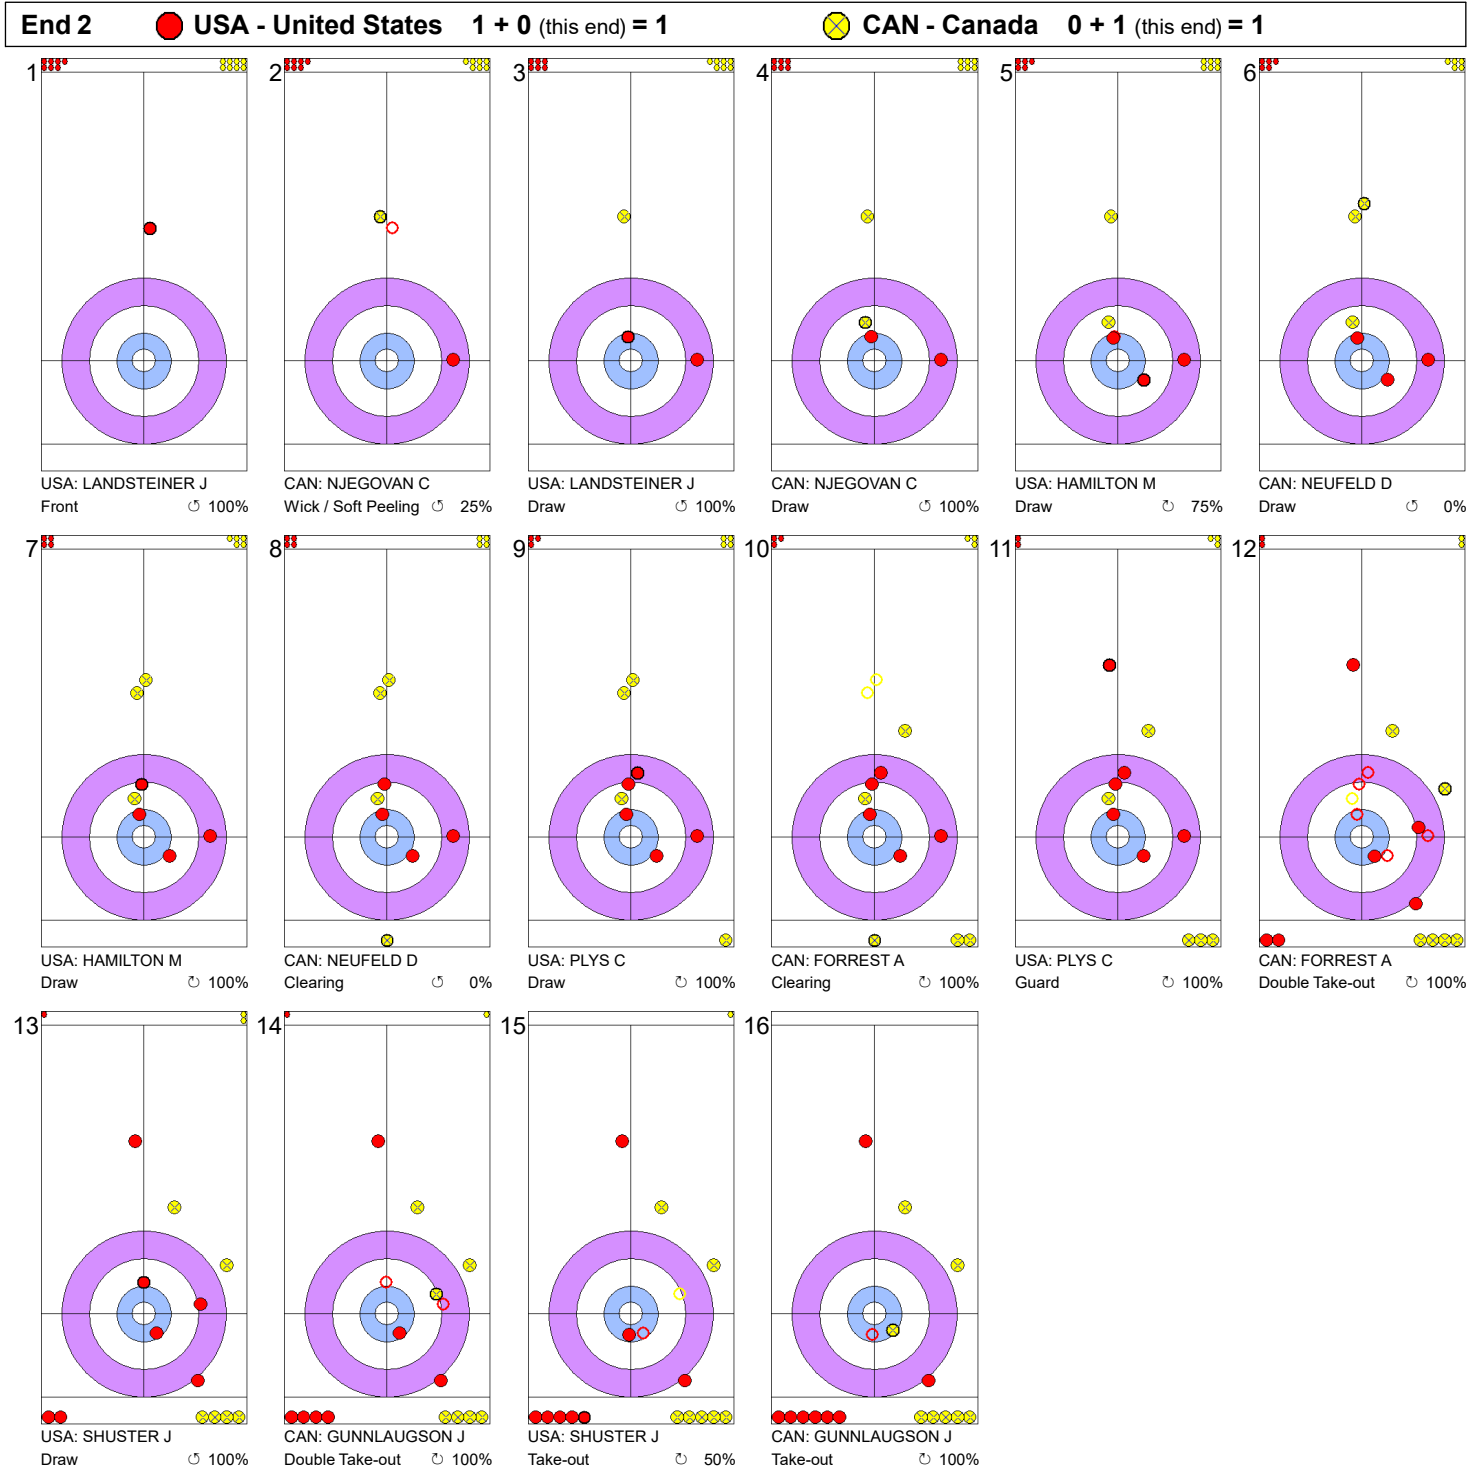 End 2 USA - United States 1 + 0 (this end) = 1 CAN - Canada 0 + 1 (this end) = 1
1 2 3 4 5 6
USA: LANDSTEINER J CAN: NJEGOVAN C USA: LANDSTEINER J CAN: NJEGOVAN C USA: HAMILTON M CAN: NEUFELD D
Front ↺ 100% Wick / Soft Peeling ↺ 25% Draw ↺ 100% Draw ↺ 100% Draw ↻ 75% Draw ↻ 0%
7 8 9 10 11 12
USA: HAMILTON M CAN: NEUFELD D USA: PLYS C CAN: FORREST A USA: PLYS C CAN: FORREST A
Draw ↻ 100% Clearing ↺ 0% Draw ↻ 100% Clearing ↻ 100% Guard ↻ 100% Double Take-out ↻ 100%
13 14 15 16
USA: SHUSTER J CAN: GUNNLAUGSON J USA: SHUSTER J CAN: GUNNLAUGSON J
Draw ↻ 100% Double Take-out ↻ 100% Take-out ↻ 50% Take-out ↻ 100%